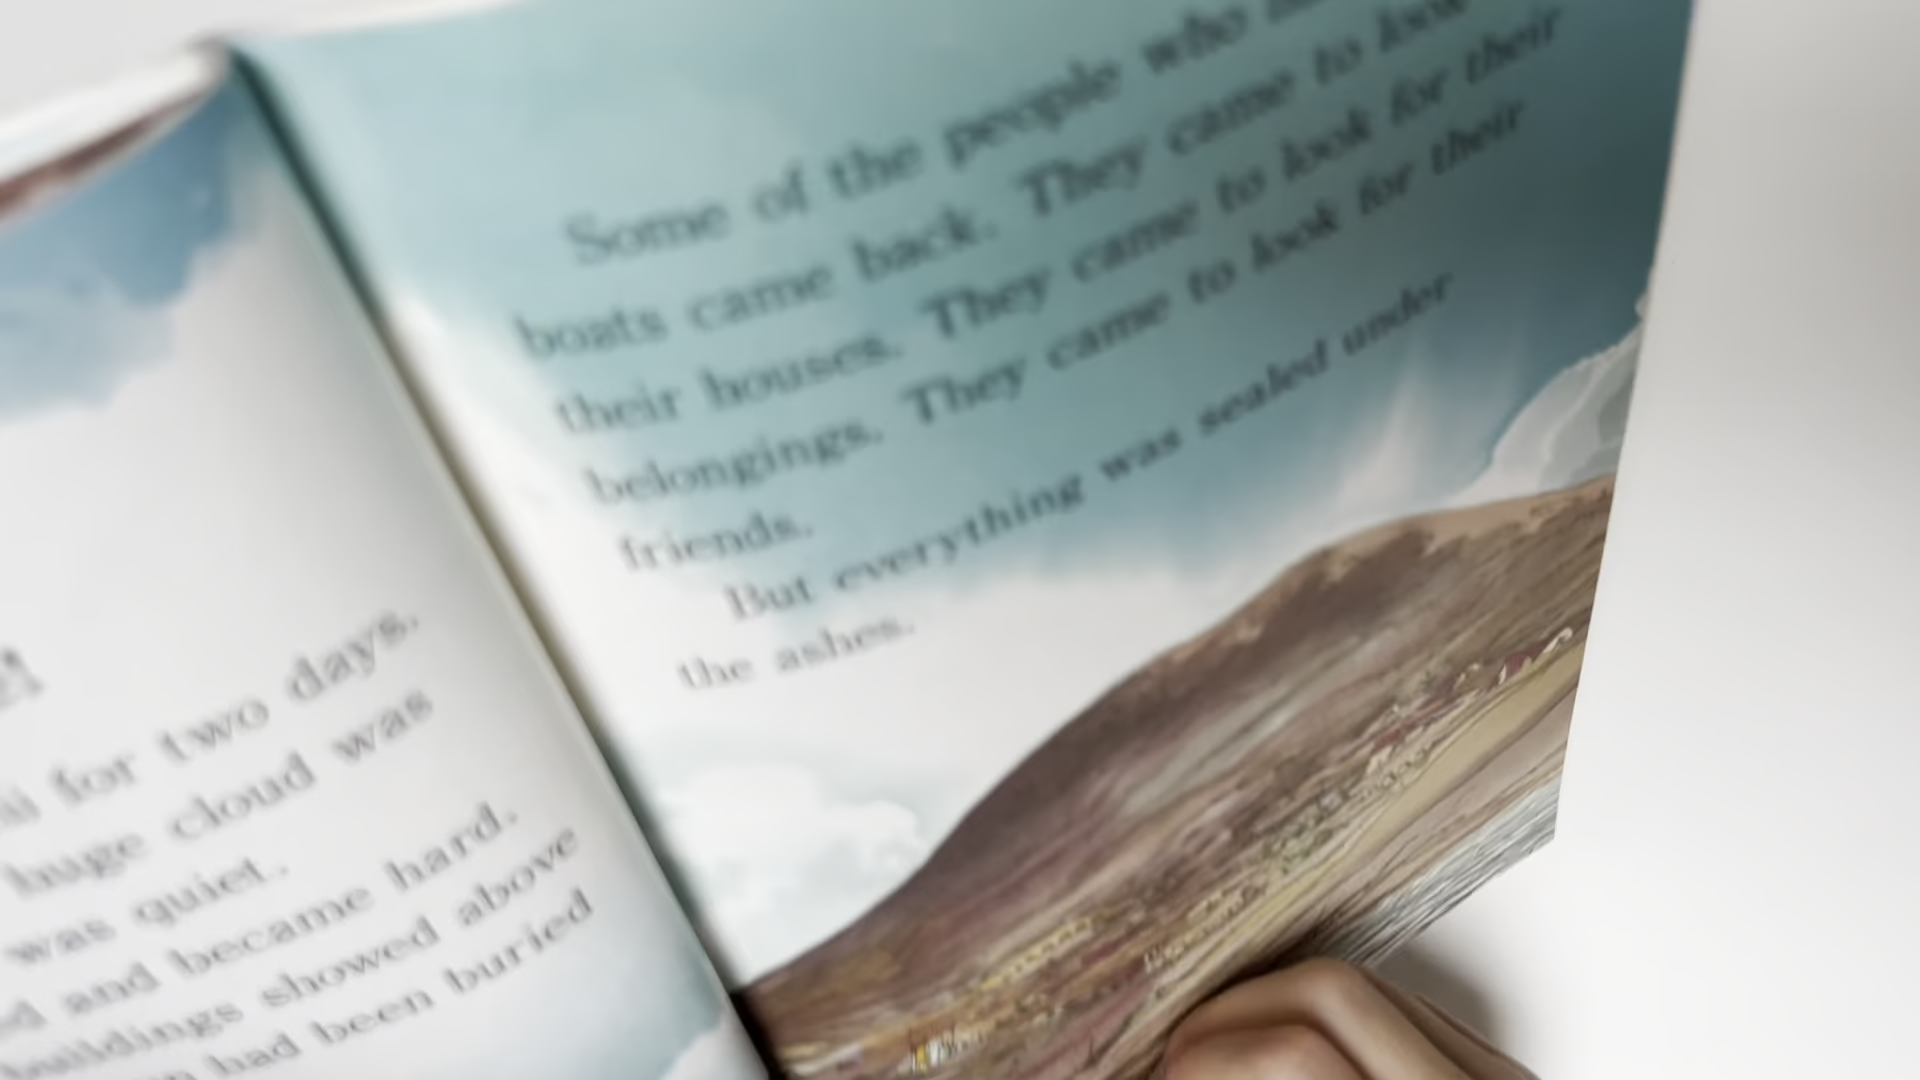 for two days.
huge cloud was
was quiet.
and became hard.
buildings showed above
had been buried
Some of the people who
boats came back. They came to look
their houses. They came to look for their
belongings. They came to look for their
friends.
But everything was sealed under
the ashes.